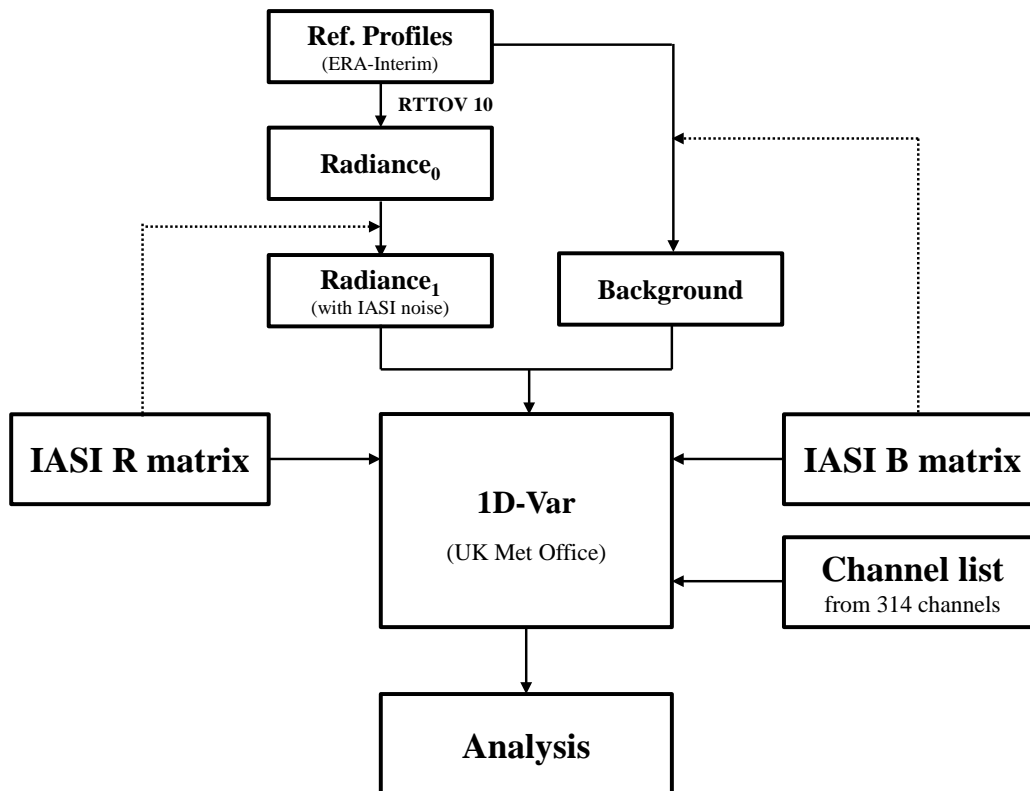 Ref. Profiles
(ERA-Interim)
RTTOV 10
Radiance₀
Radiance₁
(with IASI noise)
Background
IASI R matrix
1D-Var
(UK Met Office)
IASI B matrix
Channel list
from 314 channels
Analysis